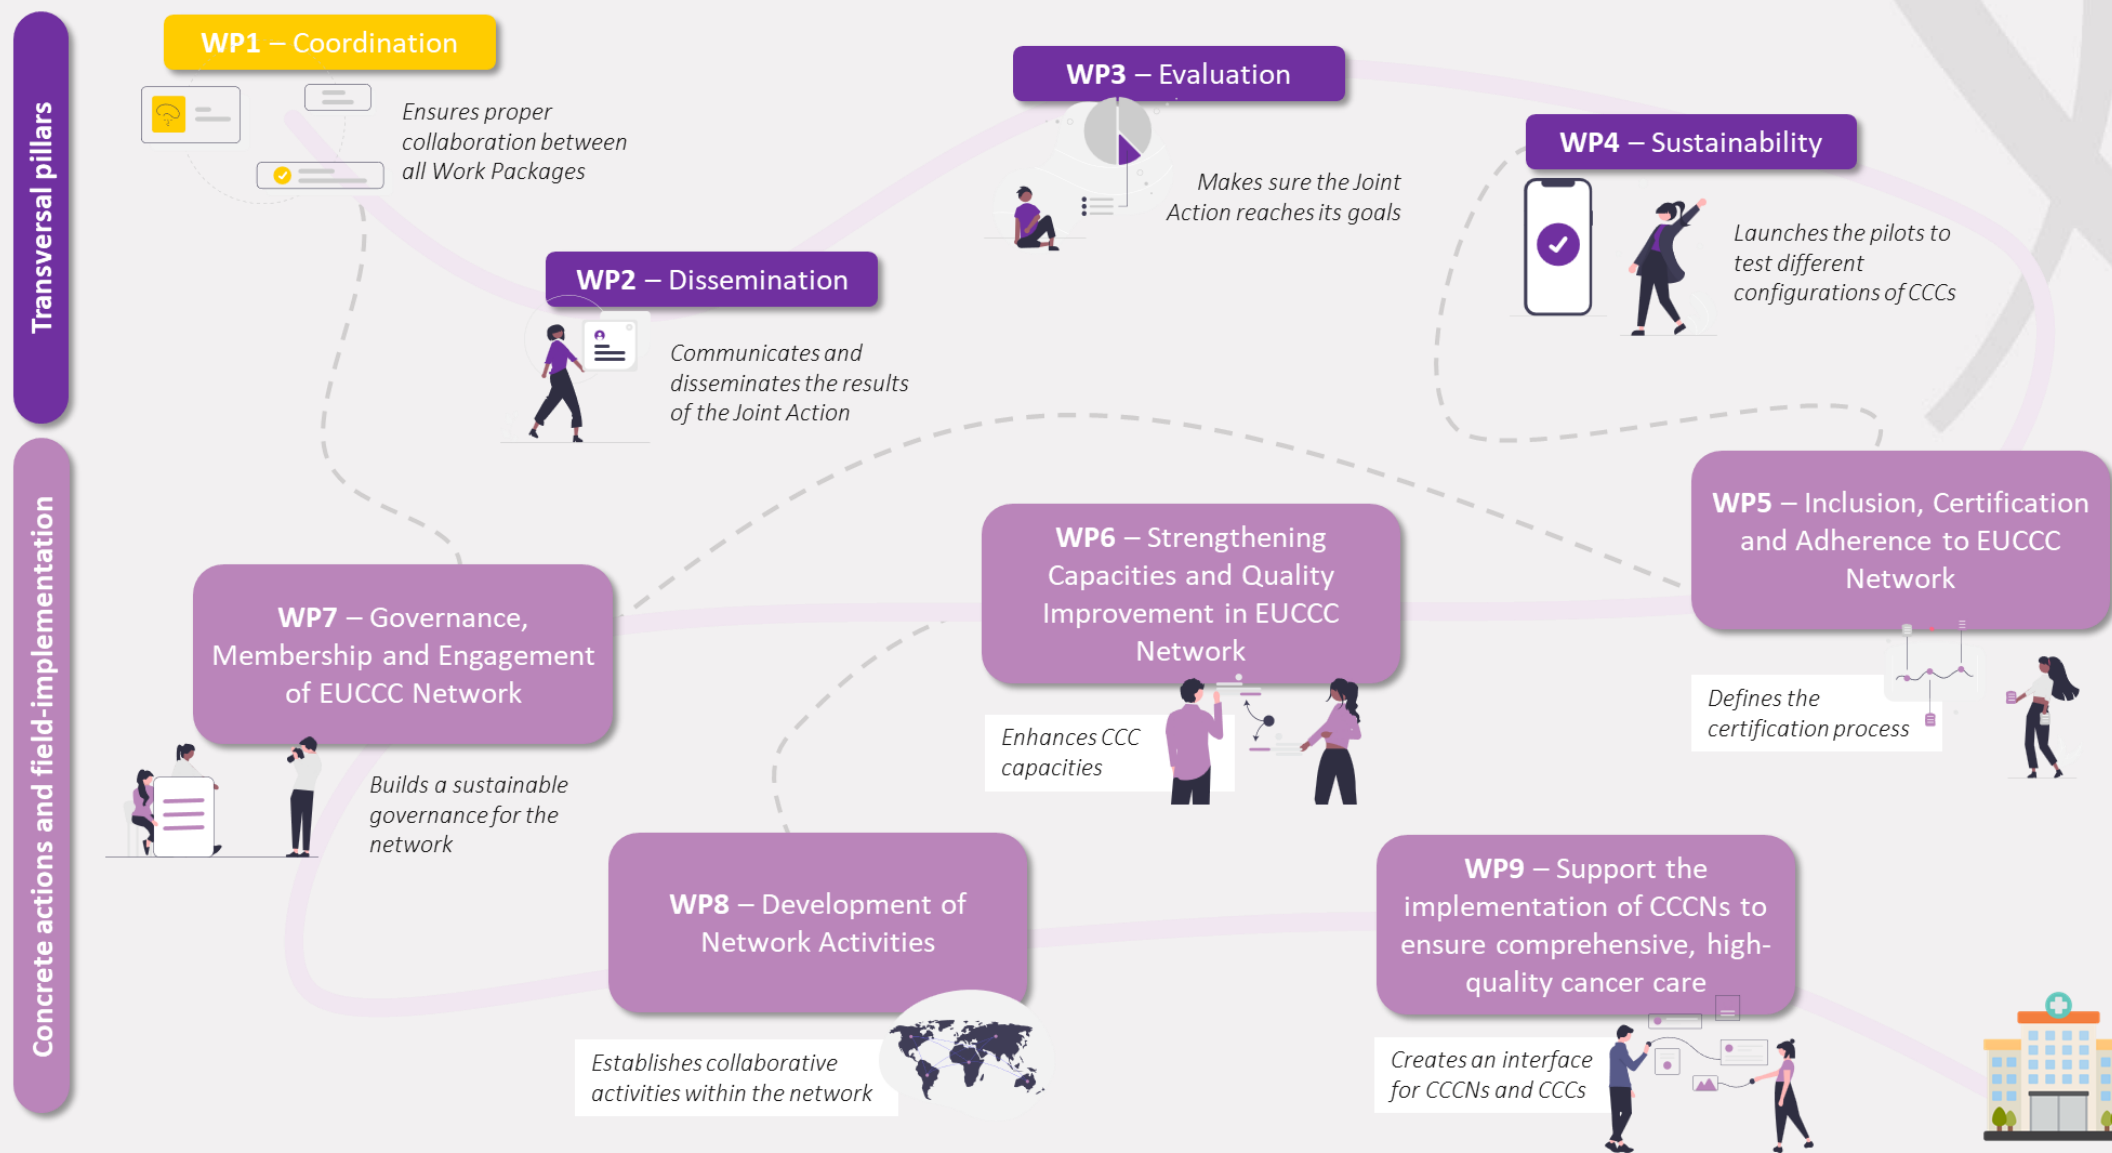 Transversal pillars
WP1 – Coordination
Ensures proper
collaboration between
all Work Packages
WP2 – Dissemination
Communicates and
disseminates the results
of the Joint Action
WP3 – Evaluation
Makes sure the Joint
Action reaches its goals
WP4 – Sustainability
Launches the pilots to
test different
configurations of CCCs
Concrete actions and field-implementation
WP5 – Inclusion, Certification
and Adherence to EUCCC
Network
Defines the
certification process
WP6 – Strengthening
Capacities and Quality
Improvement in EUCCC
Network
Enhances CCC
capacities
WP7 – Governance,
Membership and Engagement
of EUCCC Network
Builds a sustainable
governance for the
network
WP8 – Development of
Network Activities
Establishes collaborative
activities within the network
WP9 – Support the
implementation of CCCNs to
ensure comprehensive, high-
quality cancer care
Creates an interface
for CCCNs and CCCs